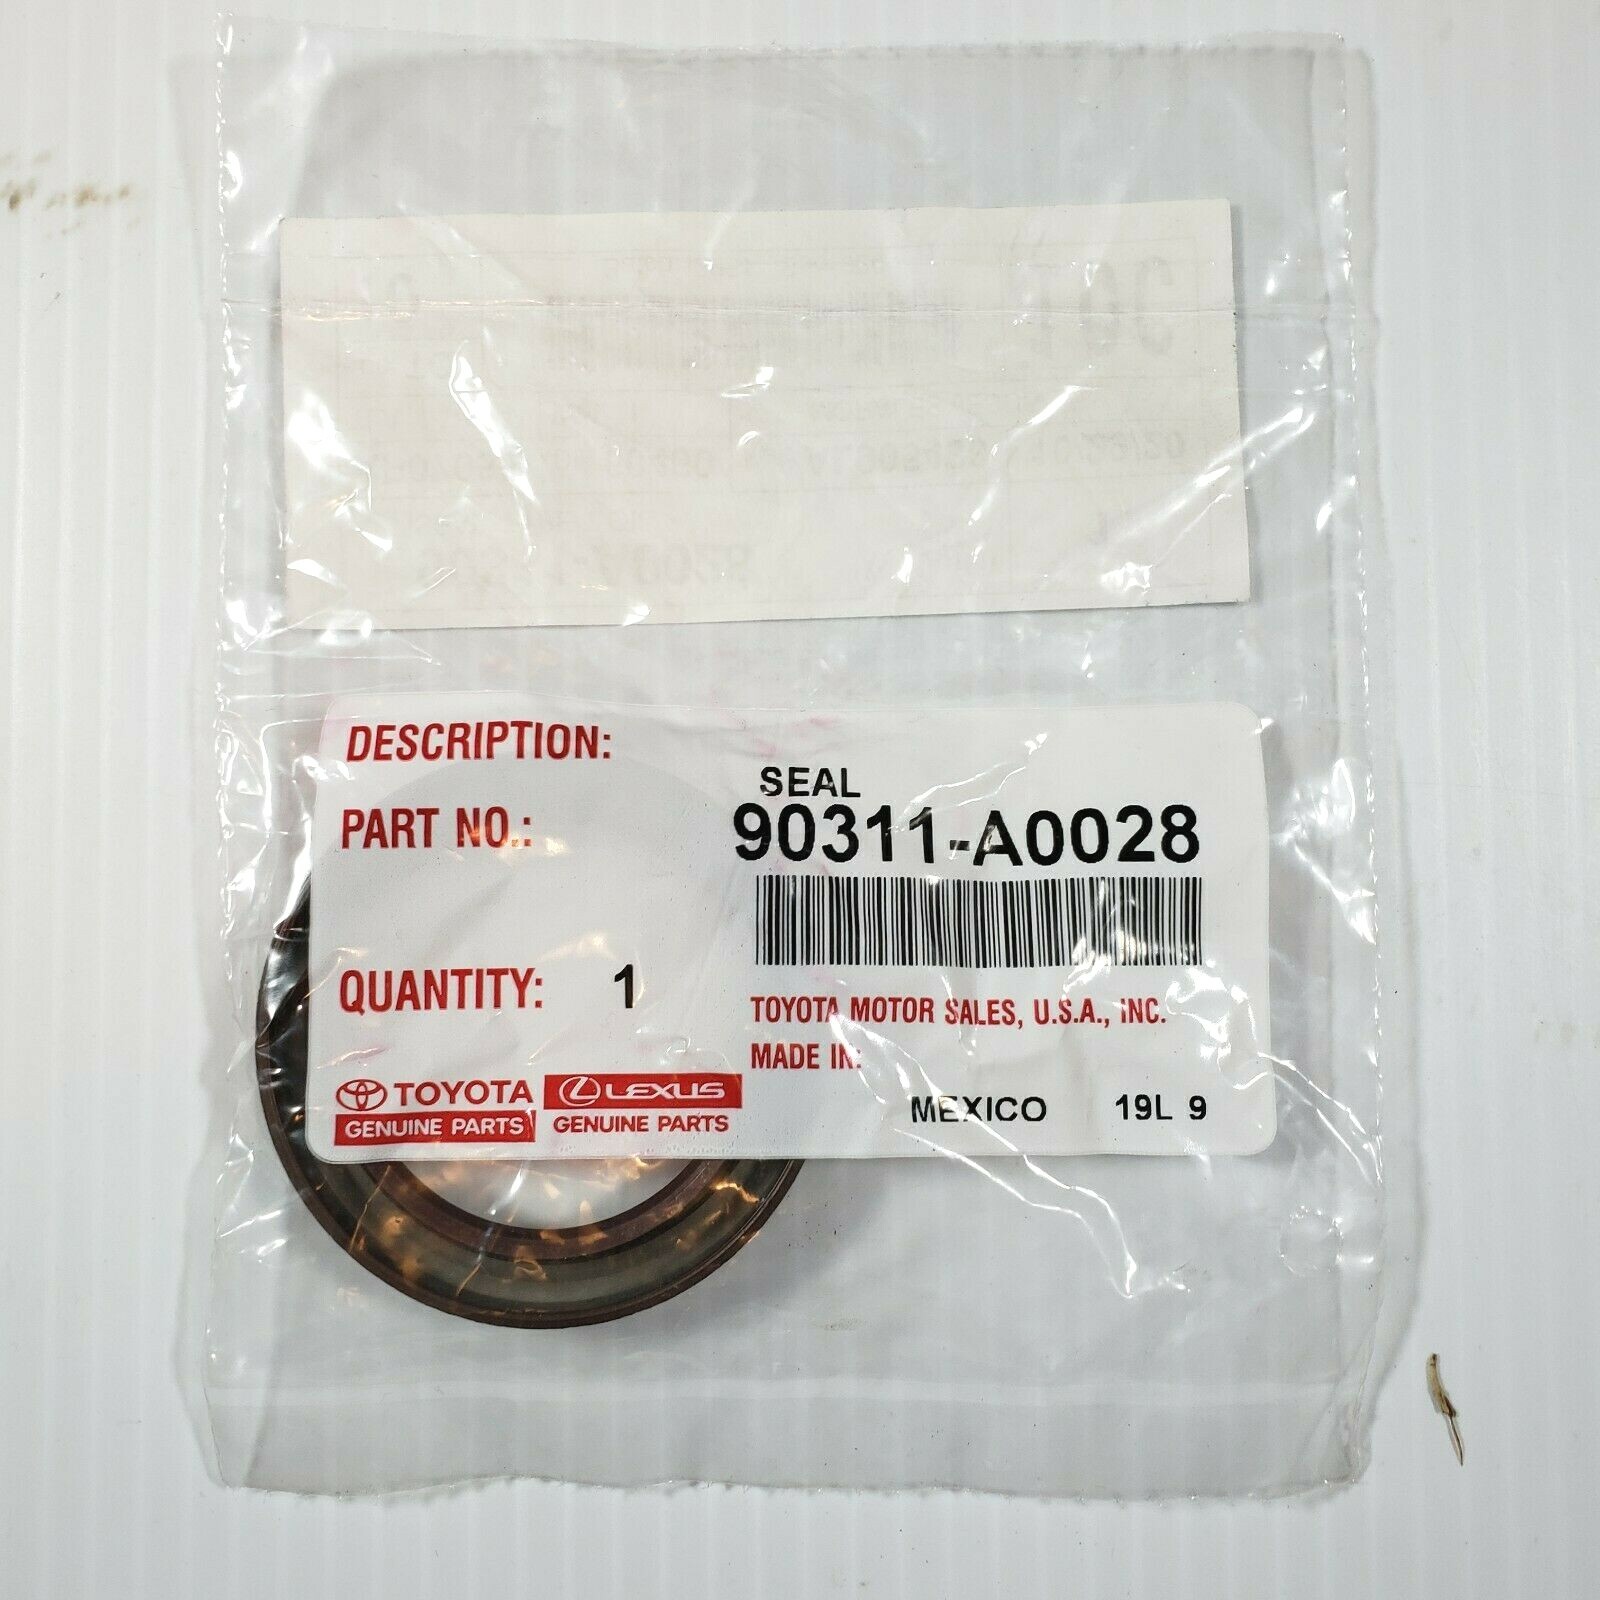 DESCRIPTION:
SEAL
PART NO.: 90311-A0028
QUANTITY: 1
TOYOTA MOTOR SALES, U.S.A., INC.
MADE IN:
MEXICO 19L 9
TOYOTA
GENUINE PARTS
LEXUS
GENUINE PARTS